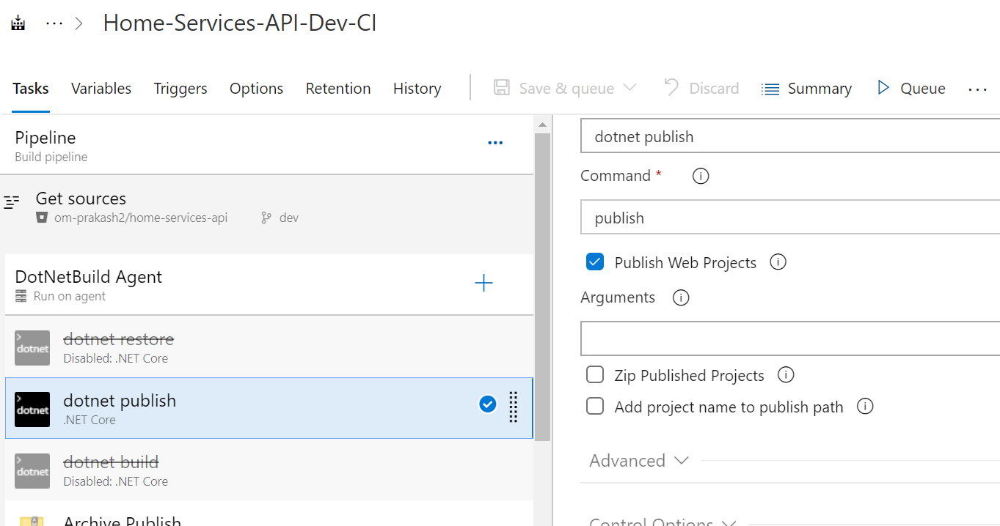 Home-Services-API-Dev-CI
Tasks Variables Triggers Options Retention History Save & queue Discard Summary Queue
Pipeline
Build pipeline
Get sources
om-prakash2/home-services-api dev
DotNetBuild Agent
Run on agent
dotnet
dotnet restore
Disabled: .NET Core
dotnet
dotnet publish
.NET Core
dotnet
dotnet build
Disabled: .NET Core
Archive Publish
dotnet publish
Command *
publish
Publish Web Projects
Arguments
Zip Published Projects
Add project name to publish path
Advanced
Control Options